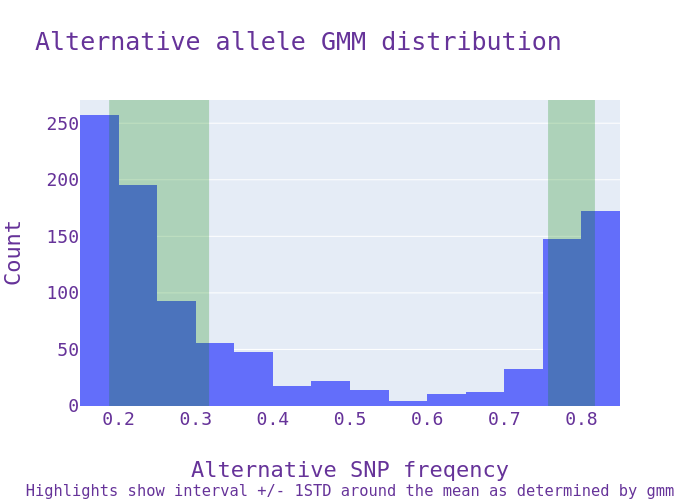 Alternative allele GMM distribution
250
200
150
100
50
0
Count
0.2 0.3 0.4 0.5 0.6 0.7 0.8
Alternative SNP freqency
Highlights show interval +/- 1STD around the mean as determined by gmm